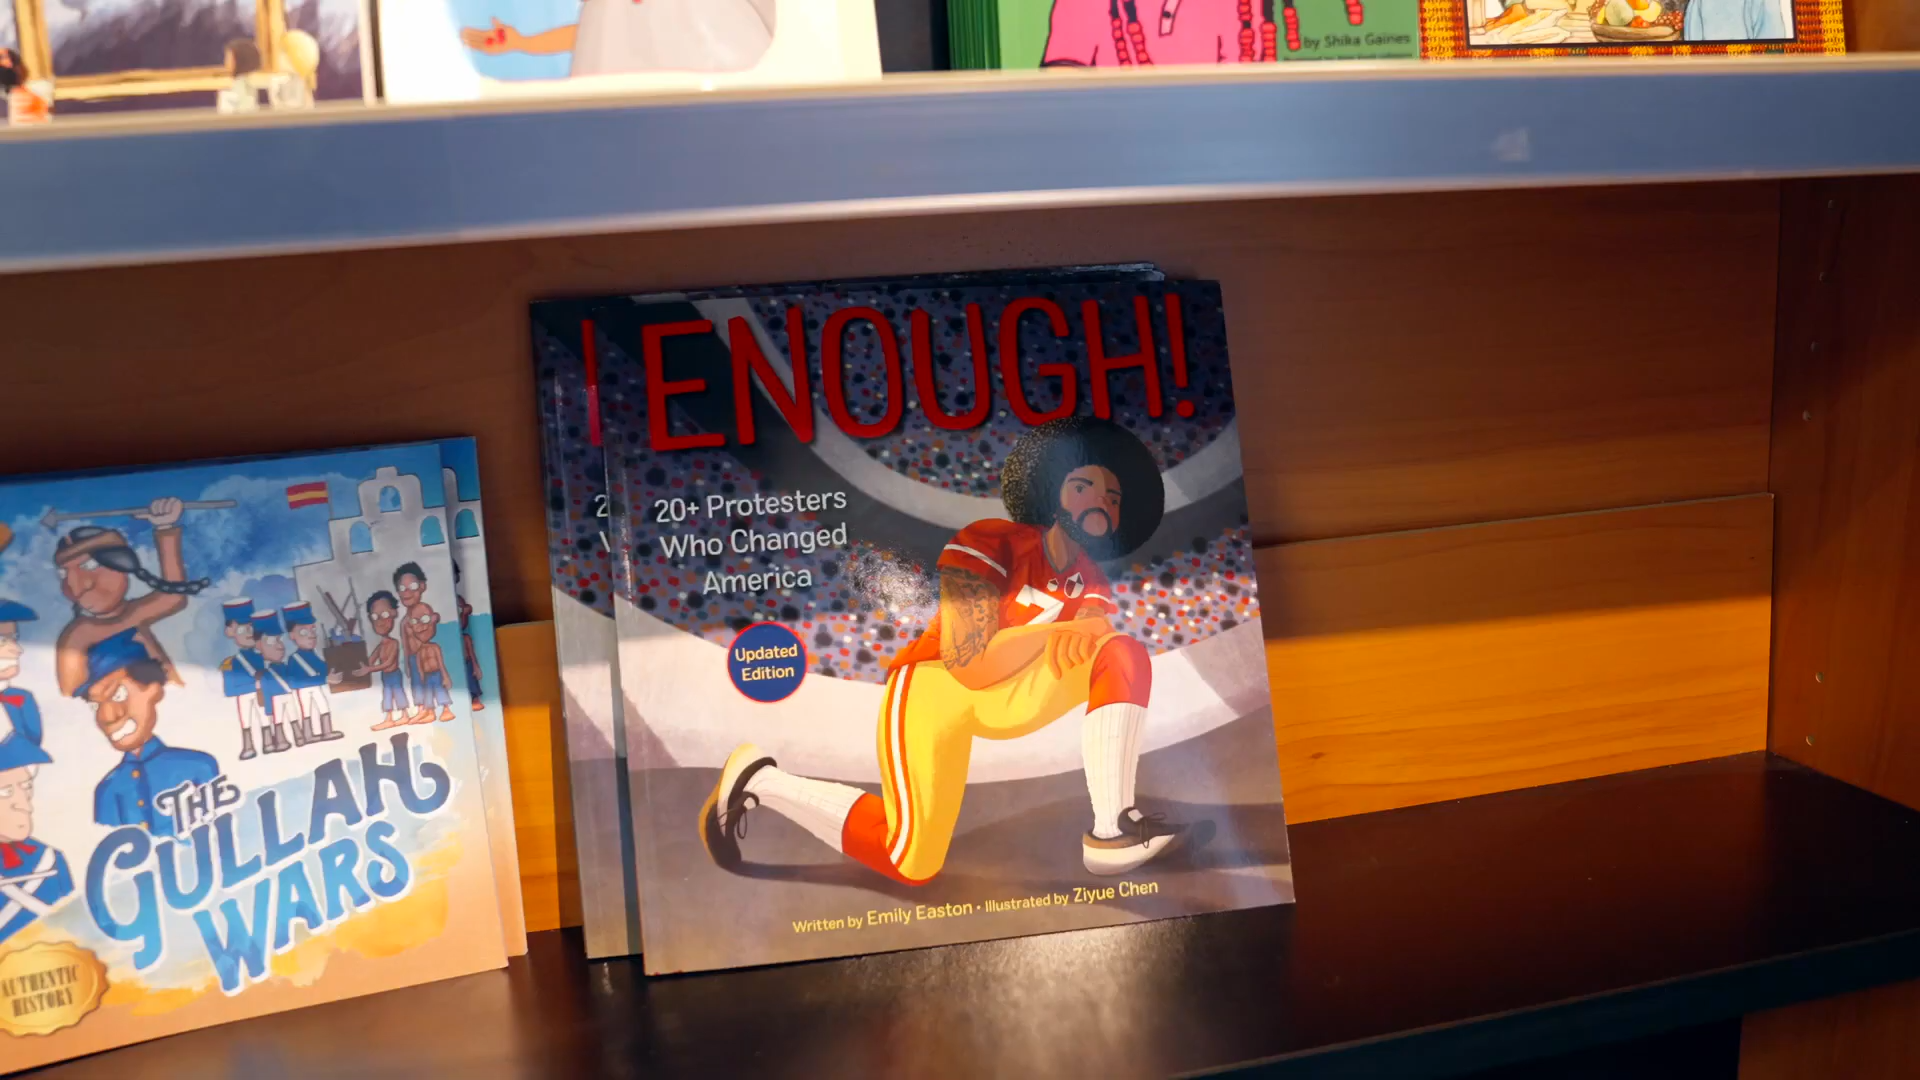 by Shika Gaines
ENOUGH!
20+ Protesters
Who Changed
America
Updated
Edition
7
Written by Emily Easton • Illustrated by Ziyue Chen
THE
GULLAH
WARS
AUTHENTIC
HISTORY